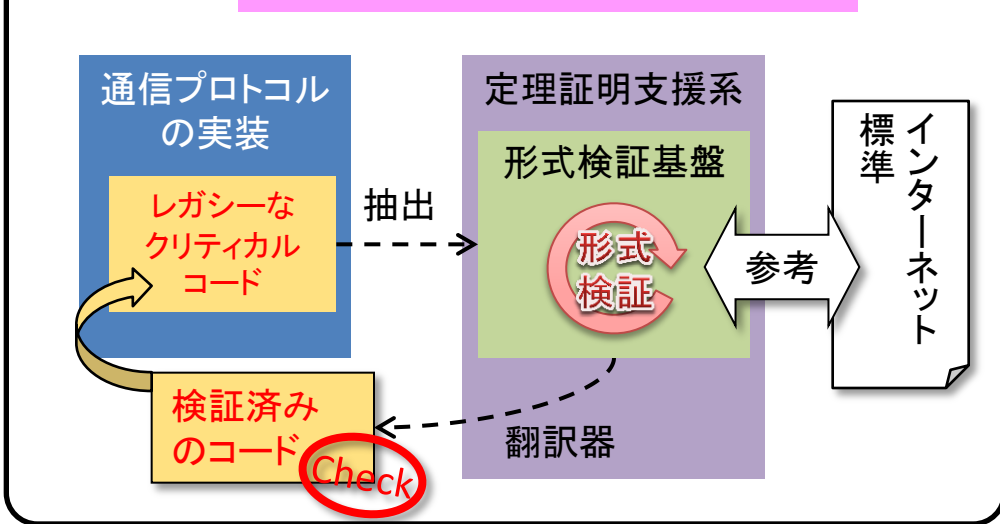 通信プロトコル
の実装
レガシーな
クリティカル
コード
抽出
定理証明支援系
形式検証基盤
形式
検証
参考
インターネット
標準
検証済み
のコード
Check
翻訳器